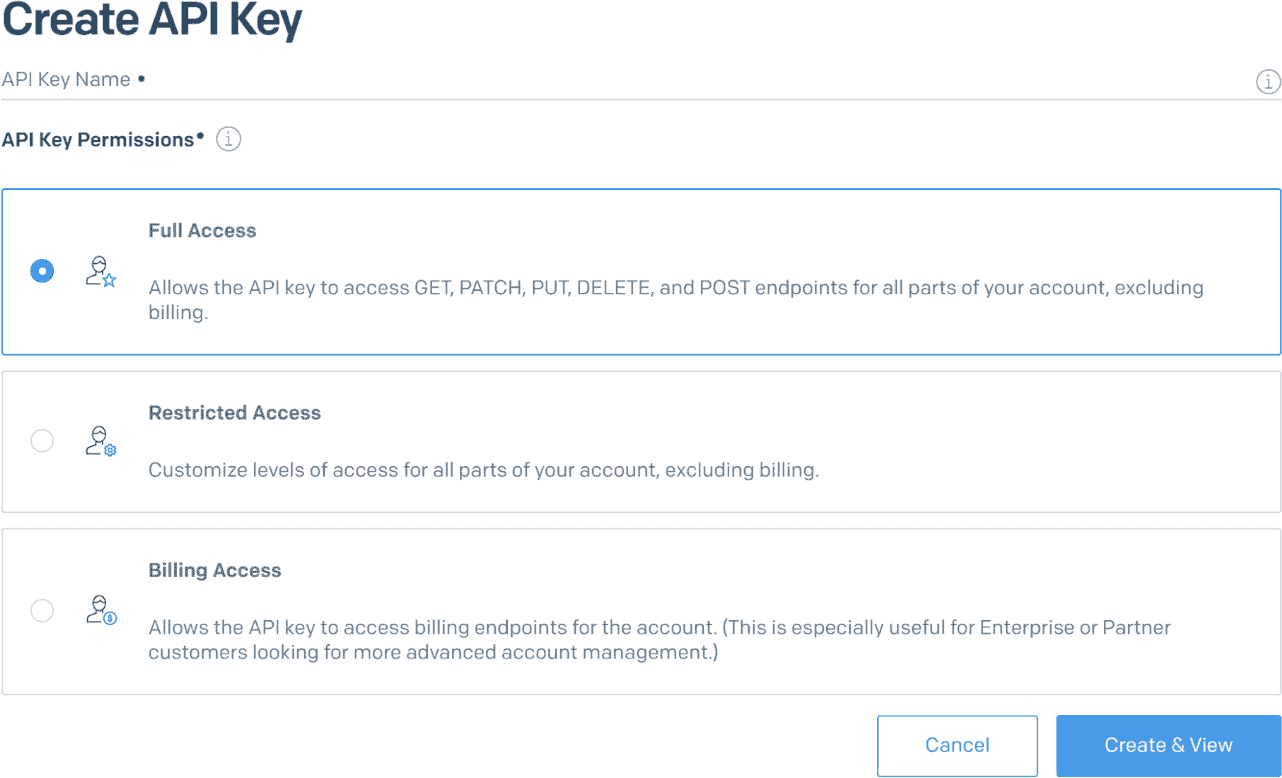 Create API Key
API Key Name •
API Key Permissions•
Full Access
Allows the API key to access GET, PATCH, PUT, DELETE, and POST endpoints for all parts of your account, excluding
billing.
Restricted Access
Customize levels of access for all parts of your account, excluding billing.
Billing Access
Allows the API key to access billing endpoints for the account. (This is especially useful for Enterprise or Partner
customers looking for more advanced account management.)
Cancel
Create & View